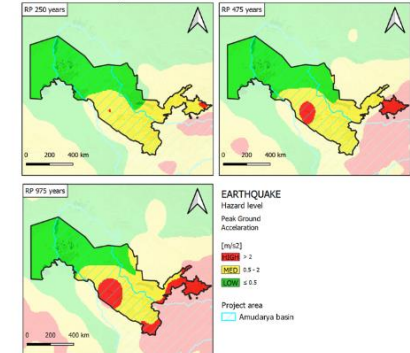 RP 250 years
0 200 400 km
RP 475 years
0 200 400 km
RP 975 years
0 200 400 km
EARTHQUAKE
Hazard level
Peak Ground
Accelaration
[m/s2]
HIGH > 2
MED 0.5 - 2
LOW ≤ 0.5
Project area
Amudarya basin